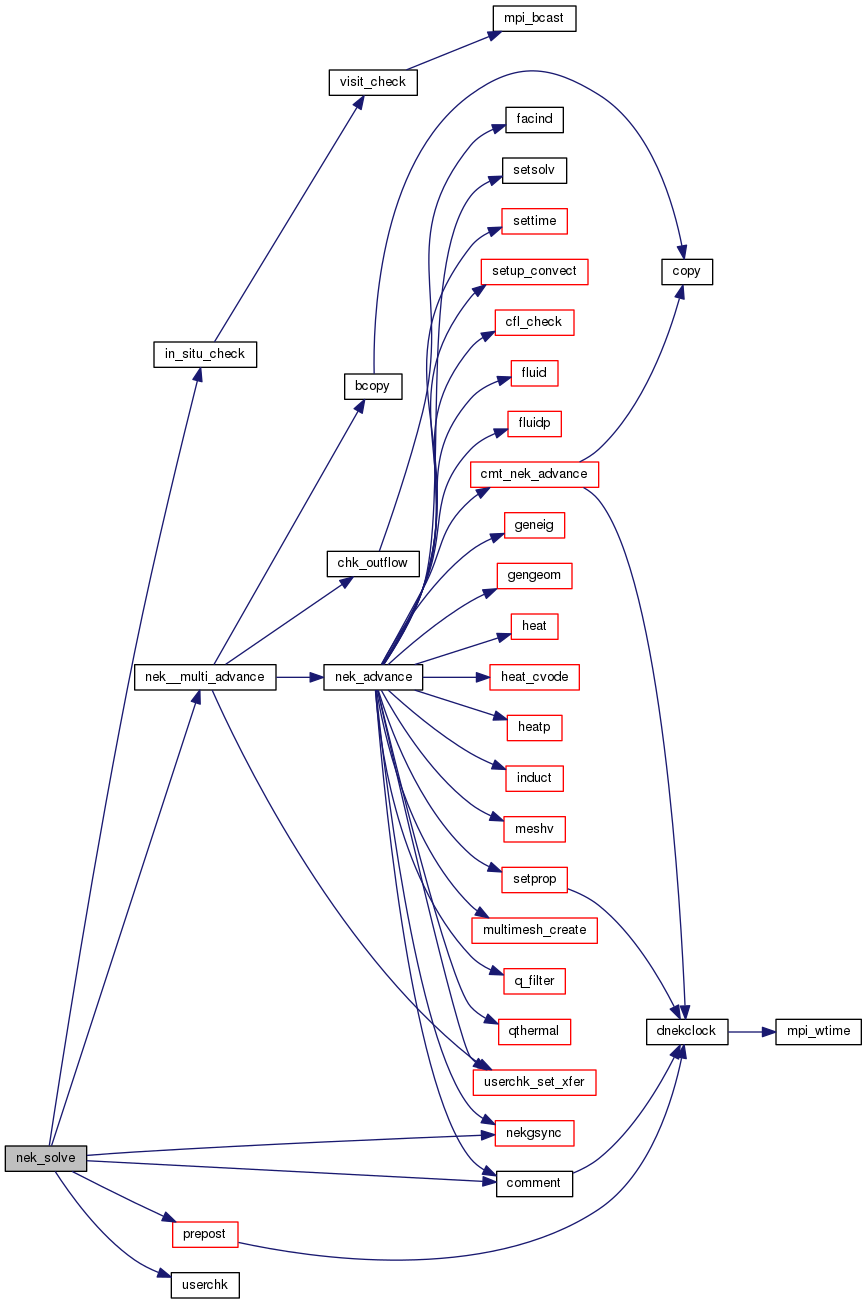 mpi_bcast
visit_check
facind
setsolv
settime
setup_convect
copy
cfl_check
in_situ_check
fluid
bcopy
fluidp
cmt_nek_advance
geneig
chk_outflow
gengeom
heat
nek__multi_advance
nek_advance
heat_cvode
heatp
induct
meshv
setprop
multimesh_create
q_filter
qthermal
dnekclock
mpi_wtime
userchk_set_xfer
nekgsync
nek_solve
comment
prepost
userchk